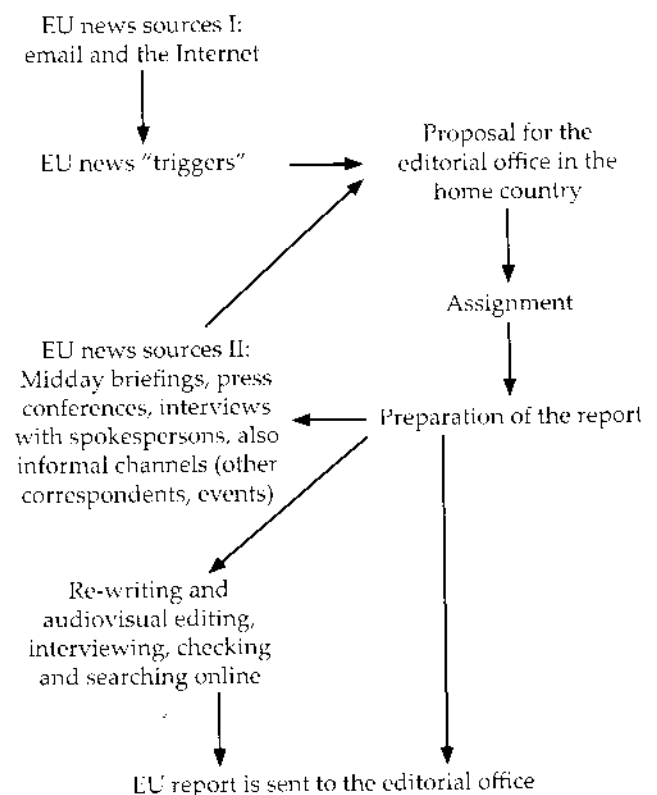 EU news sources I:
email and the Internet
EU news "triggers"
Proposal for the
editorial office in the
home country
Assignment
EU news sources II:
Midday briefings, press
conferences, interviews
with spokespersons, also
informal channels (other
correspondents, events)
Preparation of the report
Re-writing and
audiovisual editing,
interviewing, checking
and searching online
EU report is sent to the editorial office